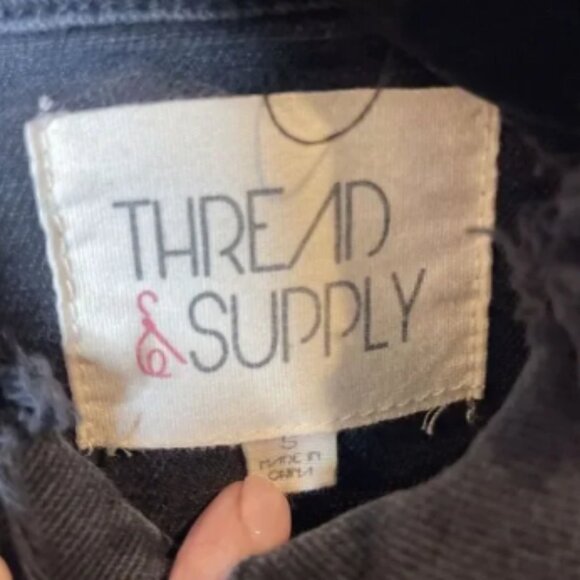 THREAD
& SUPPLY
S
MADE IN
CHINA